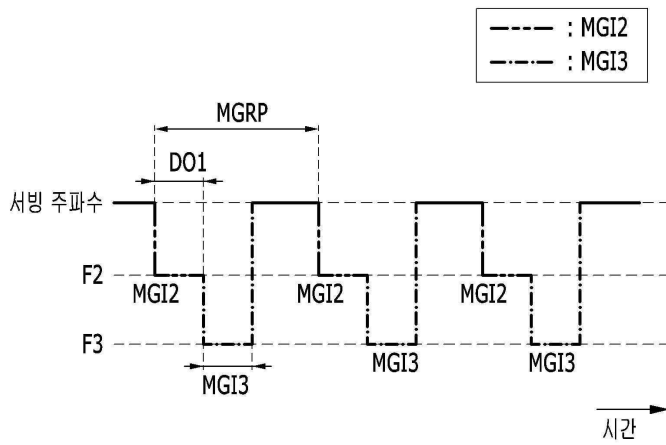 : MGI2
: MGI3
MGRP
DO1
서빙 주파수
F2
MGI2 MGI2 MGI2
F3
MGI3 MGI3
MGI3
시간